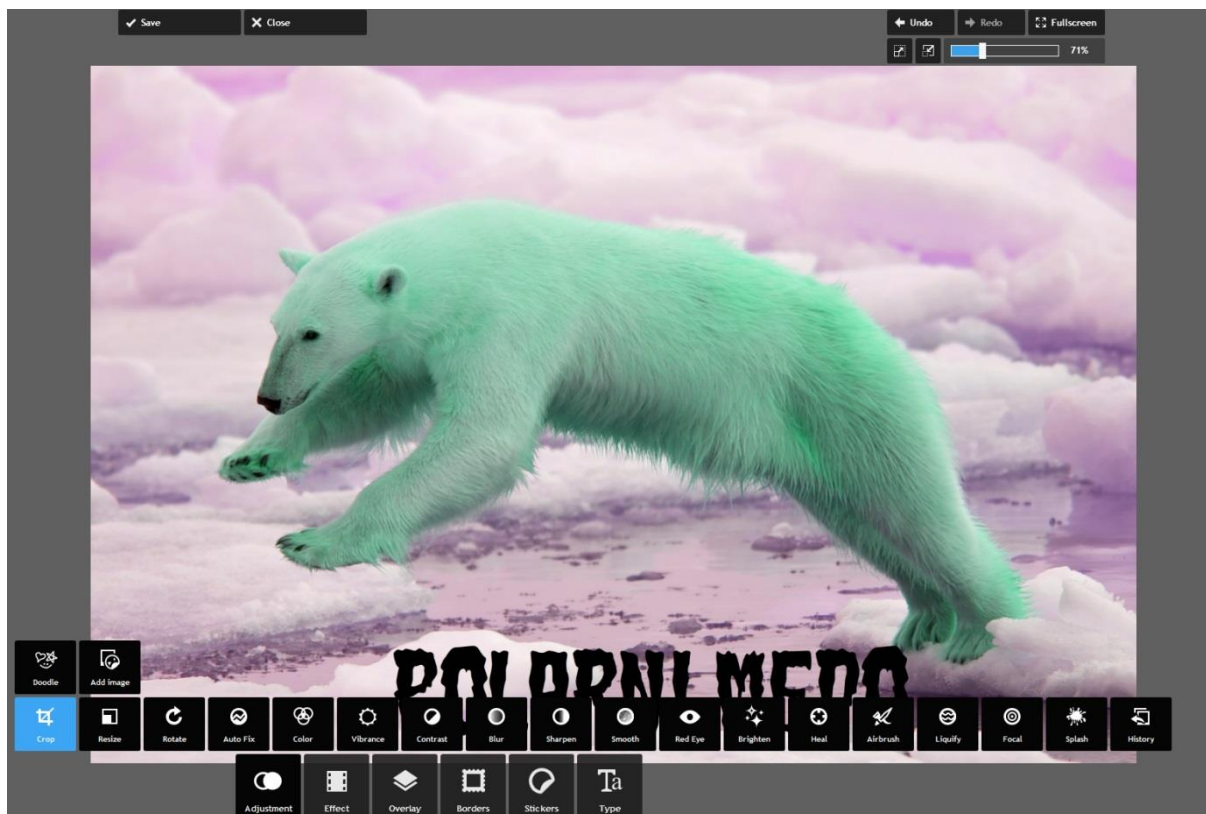 Save Close Undo Redo Fullscreen
71%
POLARNI MEDO
Doodle Add image
Crop Resize Rotate Auto Fix Color Vibrance Contrast Blur Sharpen Smooth Red Eye Brighten Heal Airbrush Liquify Focal Splash History
Adjustment Effect Overlay Borders Stickers Type